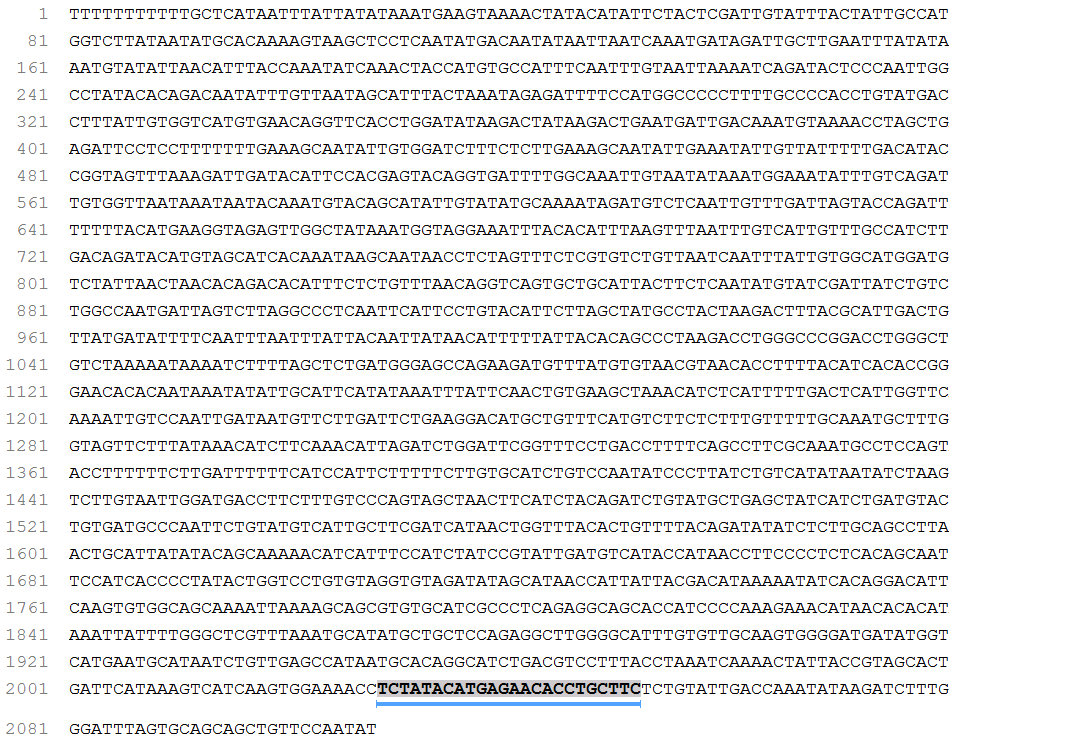 1 TTTTTTTTTTTGCTCATAATTTATTATATAAATGAAGTAAAACTATACATATTCTACTCGATTGTATTTACTATTGCCAT
81 GGTCTTATAATATGCACAAAAGTAAGCTCCTCAATATGACAATATAATTAATCAAATGATAGATTGCTTGAATTTATATA
161 AATGTATATTAACATTTACCAAATATCAAACTACCATGTGCCATTTCAATTTGTAATTAAAATCAGATACTCCCAATTGG
241 CCTATACACAGACAATATTTGTTAATAGCATTTACTAAATAGAGATTTTCCATGGCCCCCTTTTGCCCCACCTGTATGAC
321 CTTTATTGTGGTCATGTGAACAGGTTCACCTGGATATAAGACTATAAGACTGAATGATTGACAAATGTAAAACCTAGCTG
401 AGATTCCTCCTTTTTTTGAAAGCAATATTGTGGATCTTTCTCTTGAAAGCAATATTGAAATATTGTTATTTTTGACATAC
481 CGGTAGTTTAAAGATTGATACATTCCACGAGTACAGGTGATTTTGGCAAATTGTAATATAAATGGAAATATTTGTCAGAT
561 TGTGGTTAATAAATAATACAAATGTACAGCATATTGTATATGCAAAATAGATGTCTCAATTGTTTGATTAGTACCAGATT
641 TTTTTACATGAAGGTAGAGTTGGCTATAAATGGTAGGAAATTTACACATTTAAGTTTAATTTGTCATTGTTTGCCATCTT
721 GACAGATACATGTAGCATCACAAATAAGCAATAACCTCTAGTTTCTCGTGTCTGTTAATCAATTTATTGTGGCATGGATG
801 TCTATTAACTAACACAGACACATTTCTCTGTTTAACAGGTCAGTGCTGCATTACTTCTCAATATGTATCGATTATCTGTC
881 TGGCCAATGATTAGTCTTAGGCCCTCAATTCATTCCTGTACATTCTTAGCTATGCCTACTAAGACTTTACGCATTGACTG
961 TTATGATATTTTCAATTTAATTTATTACAATTATAACATTTTTATTACACAGCCCTAAGACCTGGGCCCGGACCTGGGCT
1041 GTCTAAAAATAAAATCTTTTAGCTCTGATGGGAGCCAGAAGATGTTTATGTGTAACGTAACACCTTTTACATCACACCGG
1121 GAACACACAATAAATATATTGCATTCATATAAATTTATTCAACTGTGAAGCTAAACATCTCATTTTTGACTCATTGGTTC
1201 AAAATTGTCCAATTGATAATGTTCTTGATTCTGAAGGACATGCTGTTTCATGTCTTCTCTTTGTTTTTGCAAATGCTTTG
1281 GTAGTTCTTTATAAACATCTTCAAACATTAGATCTGGATTCGGTTTCCTGACCTTTTCAGCCTTCGCAAATGCCTCCAGT
1361 ACCTTTTTTCTTGATTTTTTCATCCATTCTTTTTCTTGTGCATCTGTCCAATATCCCTTATCTGTCATATAATATCTAAG
1441 TCTTGTAATTGGATGACCTTCTTTGTCCCAGTAGCTAACTTCATCTACAGATCTGTATGCTGAGCTATCATCTGATGTAC
1521 TGTGATGCCCAATTCTGTATGTCATTGCTTCGATCATAACTGGTTTACACTGTTTTACAGATATATCTCTTGCAGCCTTA
1601 ACTGCATTATATACAGCAAAAACATCATTTCCATCTATCCGTATTGATGTCATACCATAACCTTCCCCTCTCACAGCAAT
1681 TCCATCACCCCTATACTGGTCCTGTGTAGGTGTAGATATAGCATAACCATTATTACGACATAAAAATATCACAGGACATT
1761 CAAGTGTGGCAGCAAAATTAAAAGCAGCGTGTGCATCGCCCTCAGAGGCAGCACCATCCCCAAAGAAACATAACACACAT
1841 AAATTATTTTGGGCTCGTTTAAATGCATATGCTGCTCCAGAGGCTTGGGGCATTTGTGTTGCAAGTGGGGATGATATGGT
1921 CATGAATGCATAATCTGTTGAGCCATAATGCACAGGCATCTGACGTCCTTTACCTAAATCAAAACTATTACCGTAGCACT
2001 GATTCATAAAGTCATCAAGTGGAAAACCTCTATACATGAGAACACCTGCTTCTCTGTATTGACCAAATATAAGATCTTTG
2081 GGATTTAGTGCAGCAGCTGTTCCAATAT